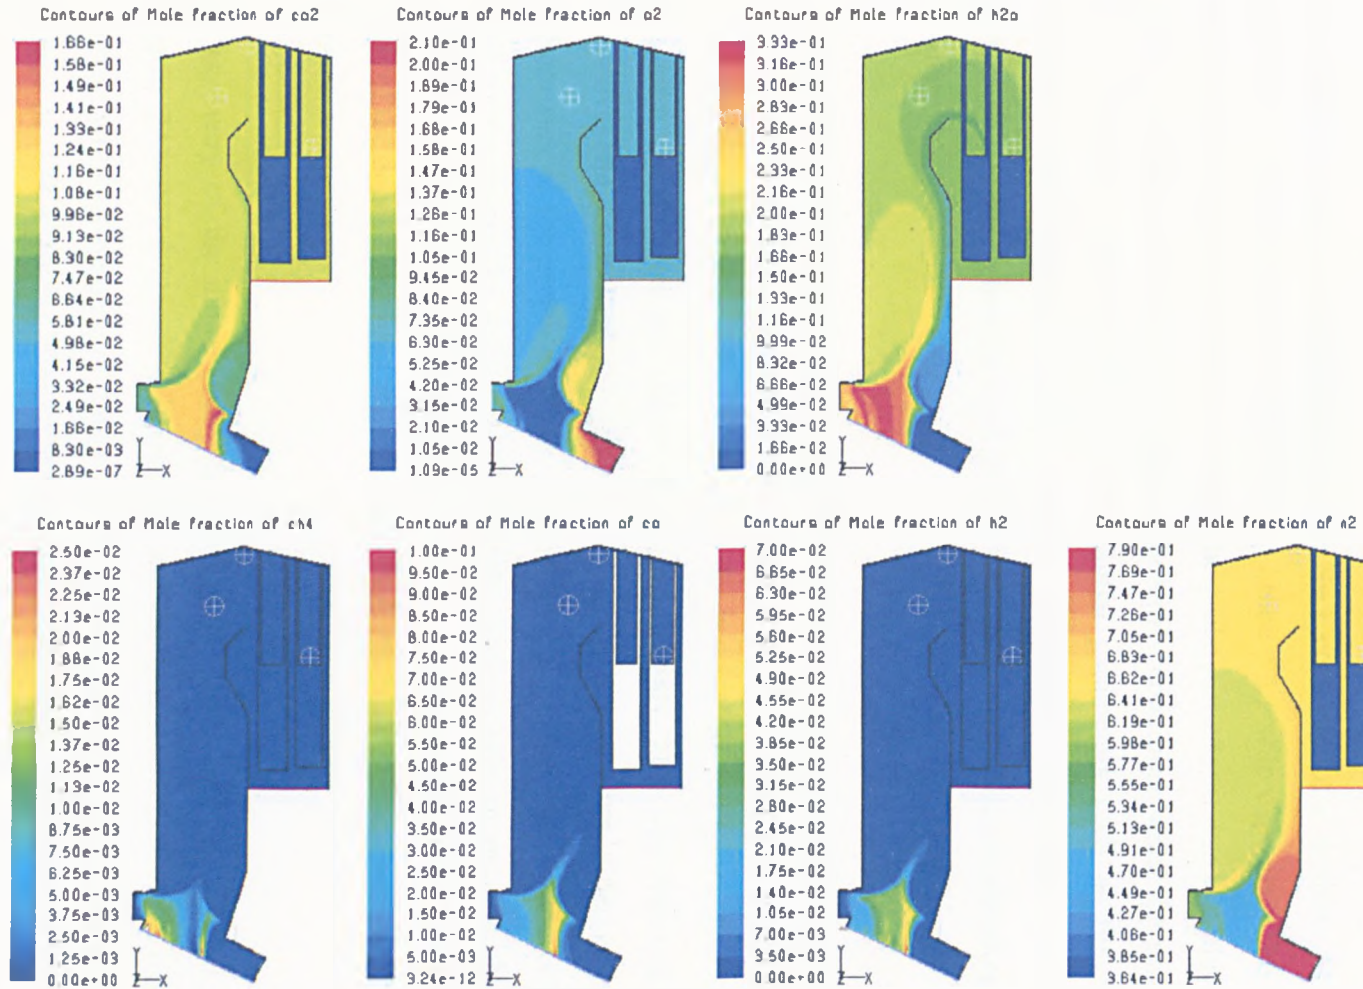 Contours of Mole fraction of co2
1.66e-01
1.58e-01
1.49e-01
1.41e-01
1.33e-01
1.24e-01
1.16e-01
1.08e-01
9.96e-02
9.13e-02
8.30e-02
7.47e-02
6.64e-02
5.81e-02
4.98e-02
4.15e-02
3.32e-02
2.49e-02
1.66e-02
8.30e-03
2.89e-07
Y
Z X
Contours of Mole fraction of o2
2.10e-01
2.00e-01
1.89e-01
1.79e-01
1.68e-01
1.58e-01
1.47e-01
1.37e-01
1.26e-01
1.16e-01
1.05e-01
9.45e-02
8.40e-02
7.35e-02
6.30e-02
5.25e-02
4.20e-02
3.15e-02
2.10e-02
1.05e-02
1.09e-05
Y
Z X
Contours of Mole fraction of h2o
3.33e-01
3.16e-01
3.00e-01
2.83e-01
2.66e-01
2.50e-01
2.33e-01
2.16e-01
2.00e-01
1.83e-01
1.66e-01
1.50e-01
1.33e-01
1.16e-01
9.99e-02
8.32e-02
6.66e-02
4.99e-02
3.33e-02
1.66e-02
0.00e+00
Y
Z X
Contours of Mole fraction of ch4
2.50e-02
2.37e-02
2.25e-02
2.13e-02
2.00e-02
1.88e-02
1.75e-02
1.62e-02
1.50e-02
1.37e-02
1.25e-02
1.13e-02
1.00e-02
8.75e-03
7.50e-03
6.25e-03
5.00e-03
3.75e-03
2.50e-03
1.25e-03
0.00e+00
Y
Z X
Contours of Mole fraction of co
1.00e-01
9.50e-02
9.00e-02
8.50e-02
8.00e-02
7.50e-02
7.00e-02
6.50e-02
6.00e-02
5.50e-02
5.00e-02
4.50e-02
4.00e-02
3.50e-02
3.00e-02
2.50e-02
2.00e-02
1.50e-02
1.00e-02
5.00e-03
3.24e-12
Y
Z X
Contours of Mole fraction of h2
7.00e-02
6.65e-02
6.30e-02
5.95e-02
5.60e-02
5.25e-02
4.90e-02
4.55e-02
4.20e-02
3.85e-02
3.50e-02
3.15e-02
2.80e-02
2.45e-02
2.10e-02
1.75e-02
1.40e-02
1.05e-02
7.00e-03
3.50e-03
0.00e+00
Y
Z X
Contours of Mole fraction of n2
7.90e-01
7.69e-01
7.47e-01
7.26e-01
7.05e-01
6.83e-01
6.62e-01
6.41e-01
6.19e-01
5.98e-01
5.77e-01
5.55e-01
5.34e-01
5.13e-01
4.91e-01
4.70e-01
4.49e-01
4.27e-01
4.06e-01
3.85e-01
3.64e-01
Y
Z X